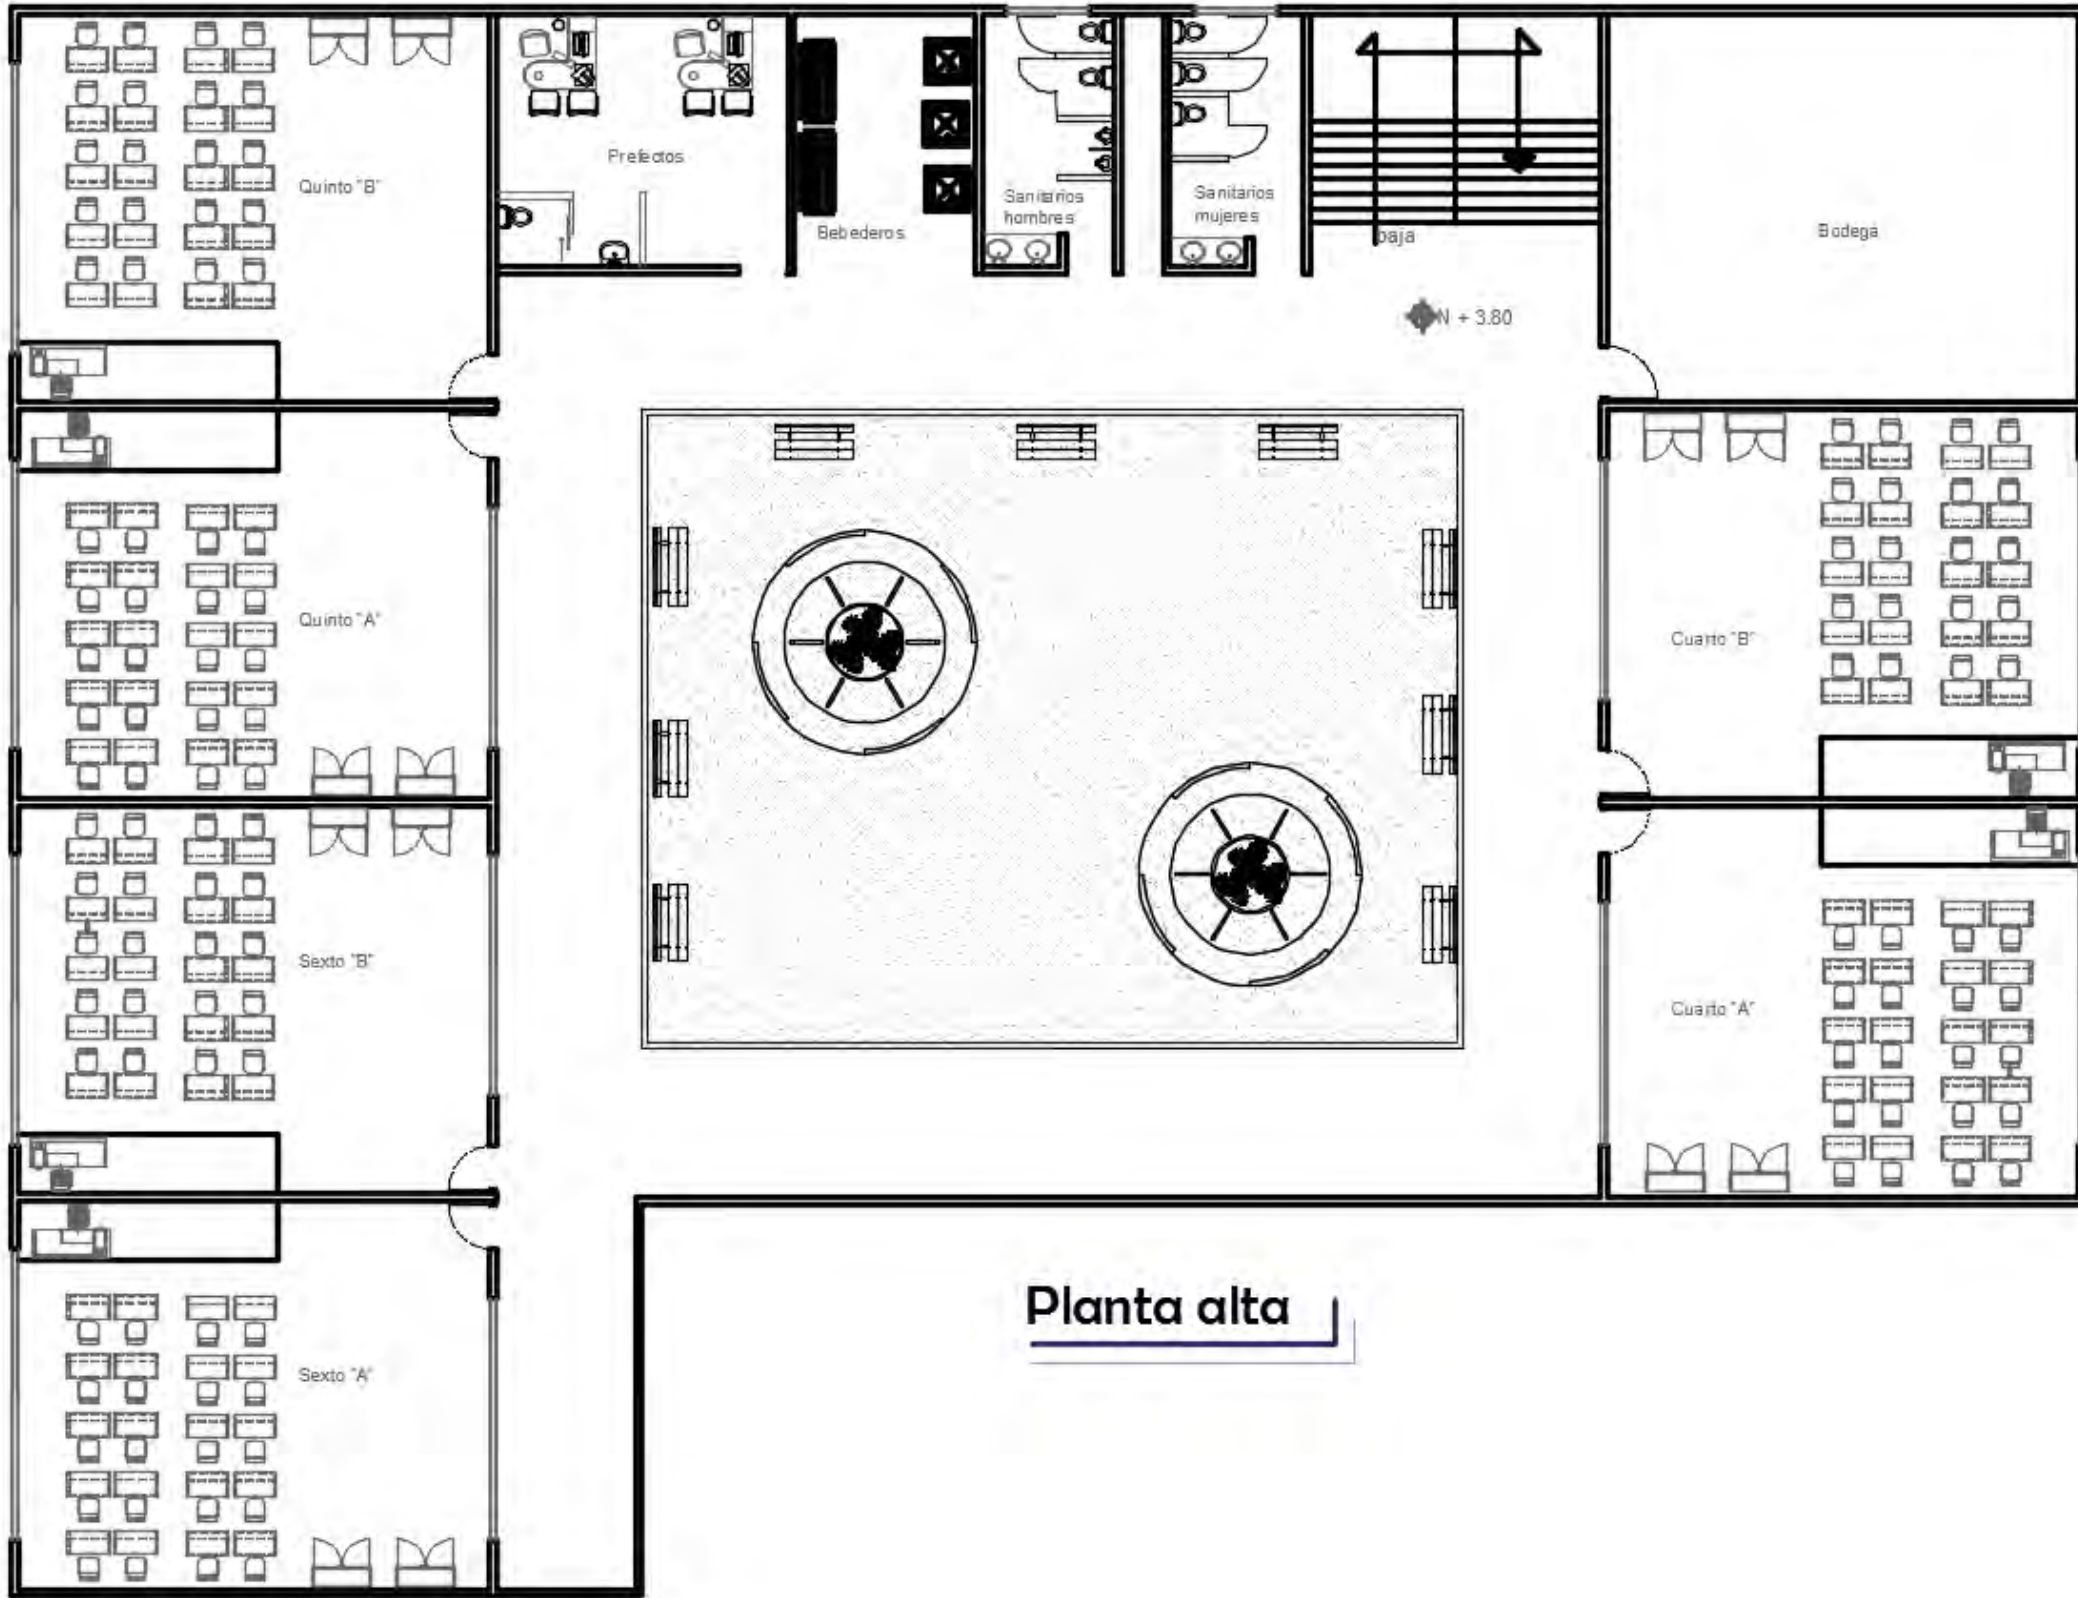 Prefectos
Quinto "B"
Sanitarios
hombres
Sanitarios
mujeres
Bebederos
baja
Bodega
N + 3.80
Quinto "A"
Cuarto "B"
Sexto "B"
Cuarto "A"
Planta alta
Sexto "A"